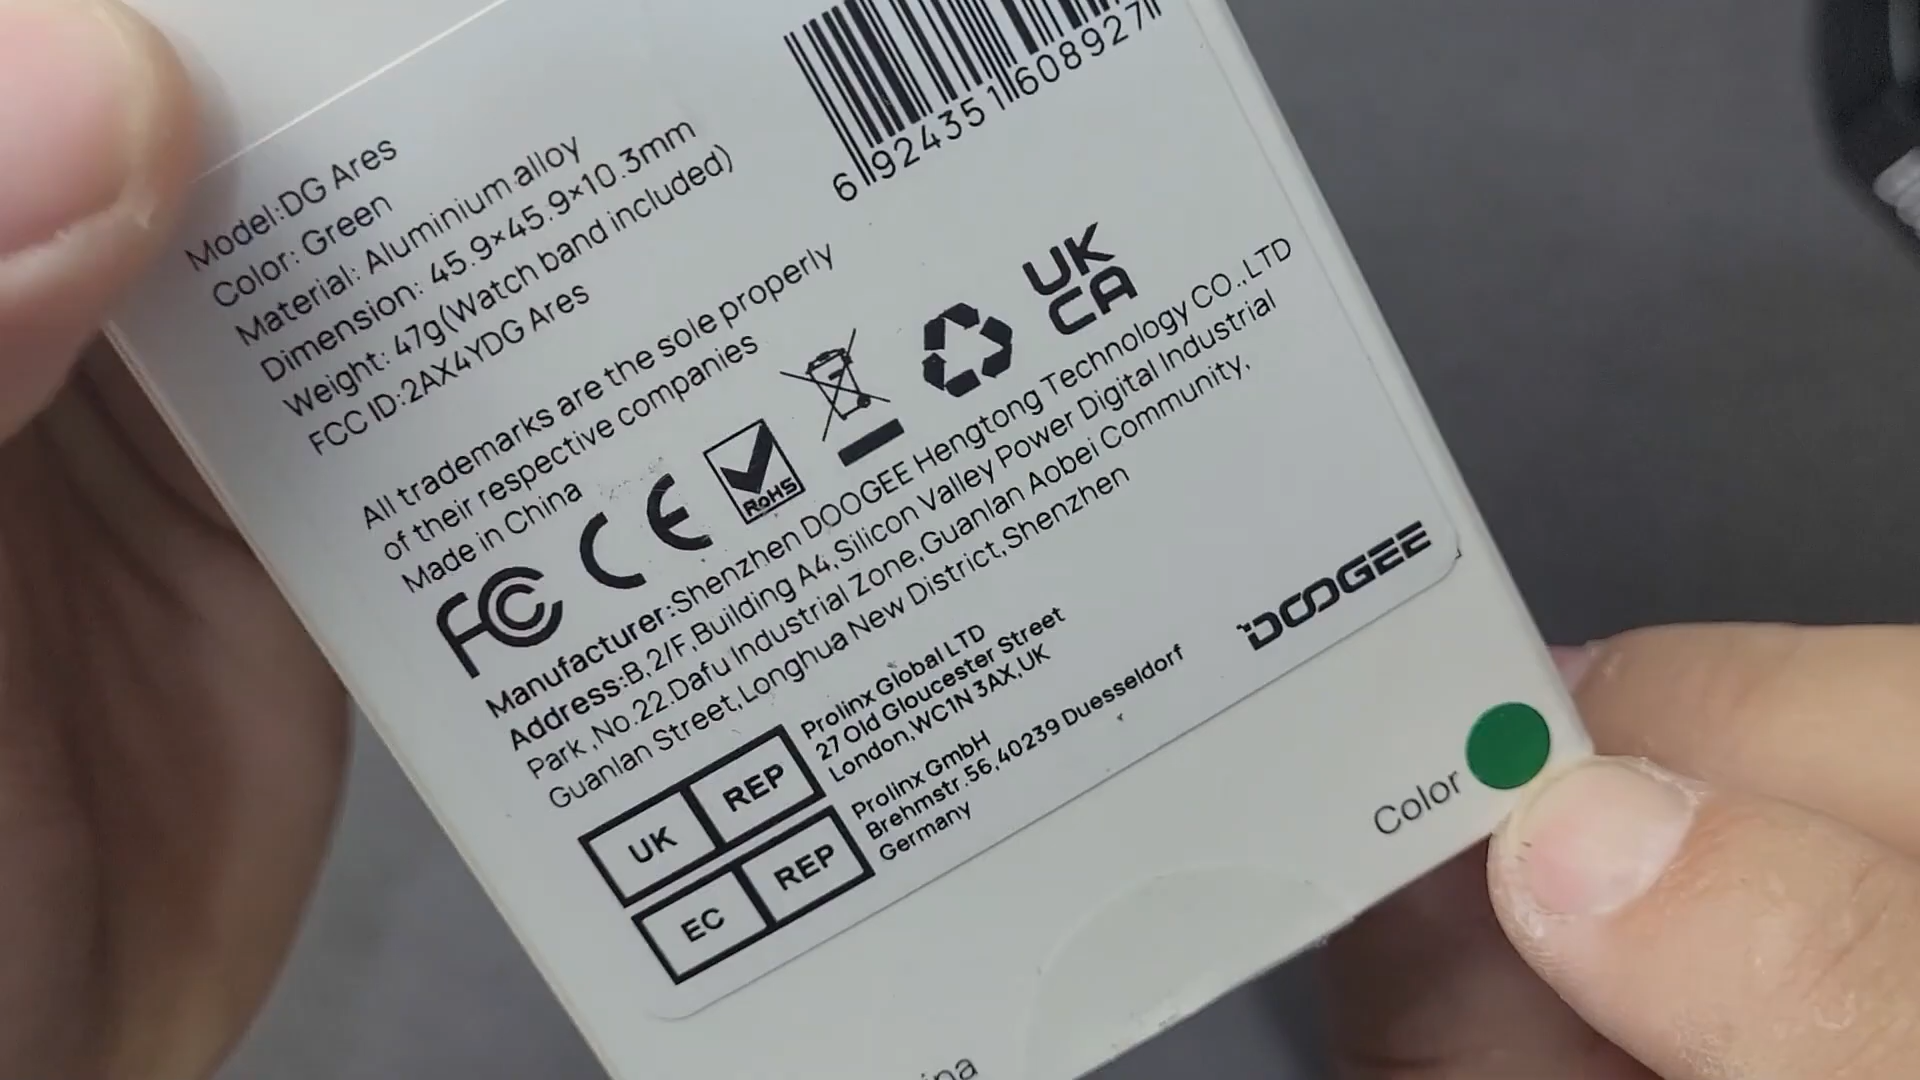 6 924351 608927
Model:DG Ares
Color: Green
Material: Aluminium alloy
Dimension: 45.9×45.9×10.3mm
Weight: 47g(Watch band included)
FCC ID:2AX4YDG Ares
All trademarks are the sole properly
of their respective companies
Made in China
FC CE RoHS UK CA
Manufacturer:Shenzhen DOOGEE Hengtong Technology CO.,LTD
Address:B, 2/F,Building A4,Silicon Valley Power Digital Industrial
Park ,No.22.Dafu Industrial Zone,Guanlan Aobei Community,
Guanlan Street,Longhua New District,Shenzhen
UK REP
Prolinx Global LTD
27 Old Gloucester Street
London,WC1N 3AX,UK
EC REP
Prolinx GmbH
Brehmstr.56,40239 Duesseldorf
Germany
DOOGEE
Color